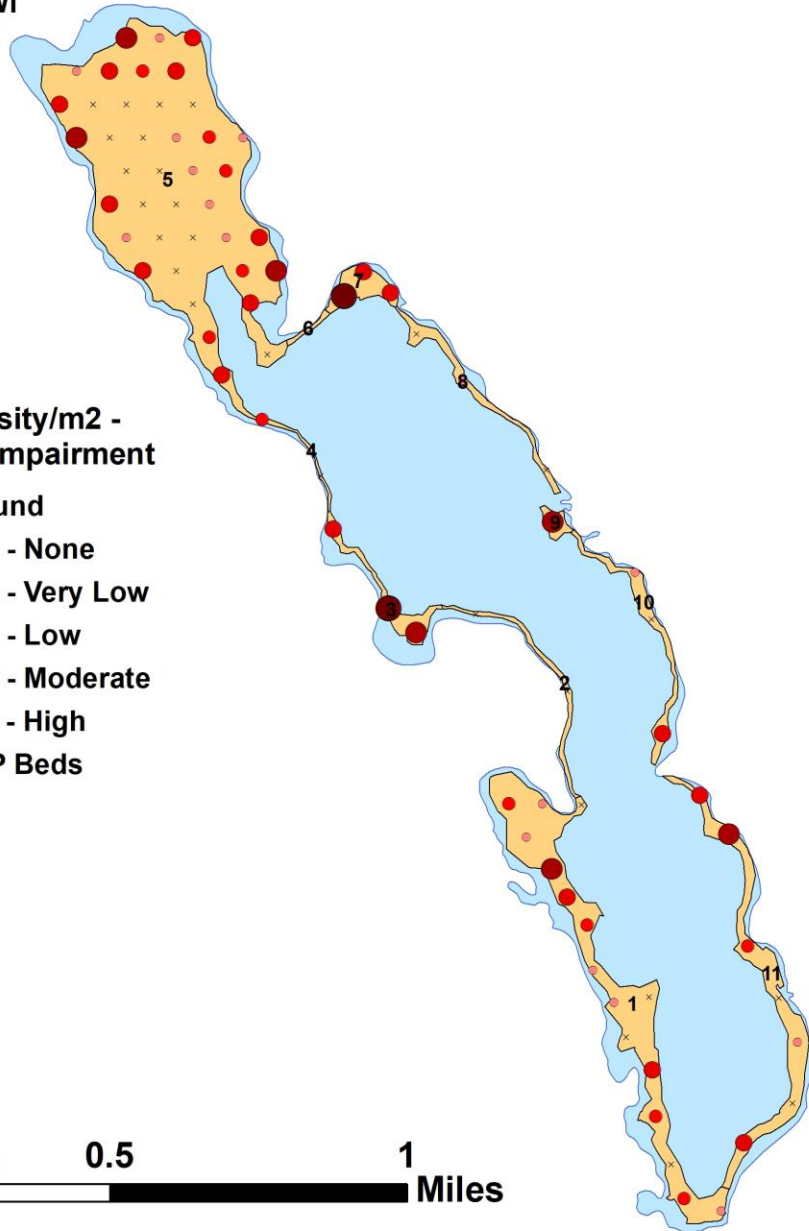 5
7
6
8
sity/m2 -
mpairment
4
und
9
- None
- Very Low
10
3
- Low
- Moderate
2
- High
P Beds
11
1
0.5 1
Miles